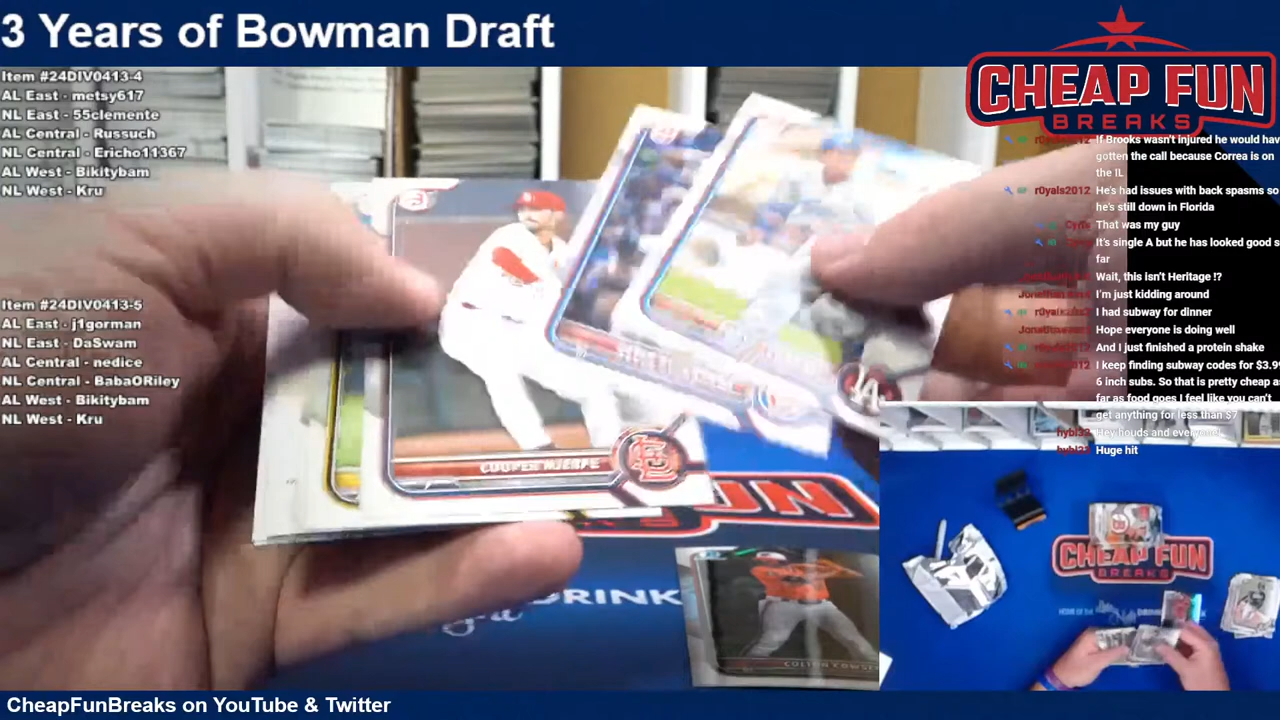 3 Years of Bowman Draft
CHEAP FUN
BREAKS
Item #24DIV0413-4
AL East - metsy617
NL East - 55clemente
AL Central - Russuch
NL Central - Ericho11367
AL West - Bikitybam
NL West - Kru
Item #24DIV0413-5
AL East - j1gorman
NL East - DaSwam
AL Central - nedice
NL Central - BabaORiley
AL West - Bikitybam
NL West - Kru
If Brooks wasn't injured he would hav
gotten the call because Correa is on
the IL
r0yals2012 He's had issues with back spasms so
he's still down in Florida
That was my guy
It's single A but he has looked good s
far
Wait, this isn't Heritage !?
I'm just kidding around
I had subway for dinner
Hope everyone is doing well
And I just finished a protein shake
I keep finding subway codes for $3.99
6 inch subs. So that is pretty cheap a
far as food goes I feel like you can't
get anything for less than $7
Hey houds and everyone!
Huge hit
COOPER HJERPE
LA
UN
DRINK
CHEAP FUN
BREAKS
CheapFunBreaks on YouTube & Twitter